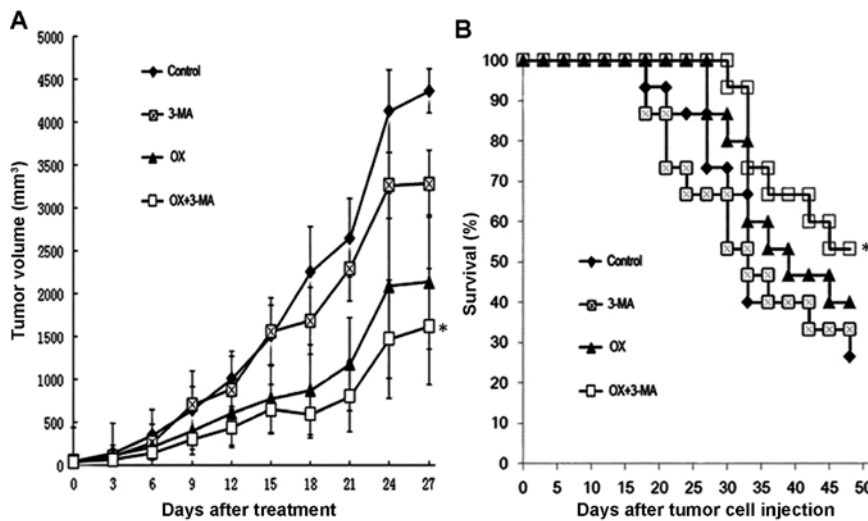 A
Tumor volume (mm³)
5000
4500
4000
3500
3000
2500
2000
1500
1000
500
0
Control
3-MA
OX
OX+3-MA
*
0 3 6 9 12 15 18 21 24 27
Days after treatment
B
Survival (%)
100
90
80
70
60
50
40
30
20
10
0
Control
3-MA
OX
OX+3-MA
*
0 5 10 15 20 25 30 35 40 45 50
Days after tumor cell injection